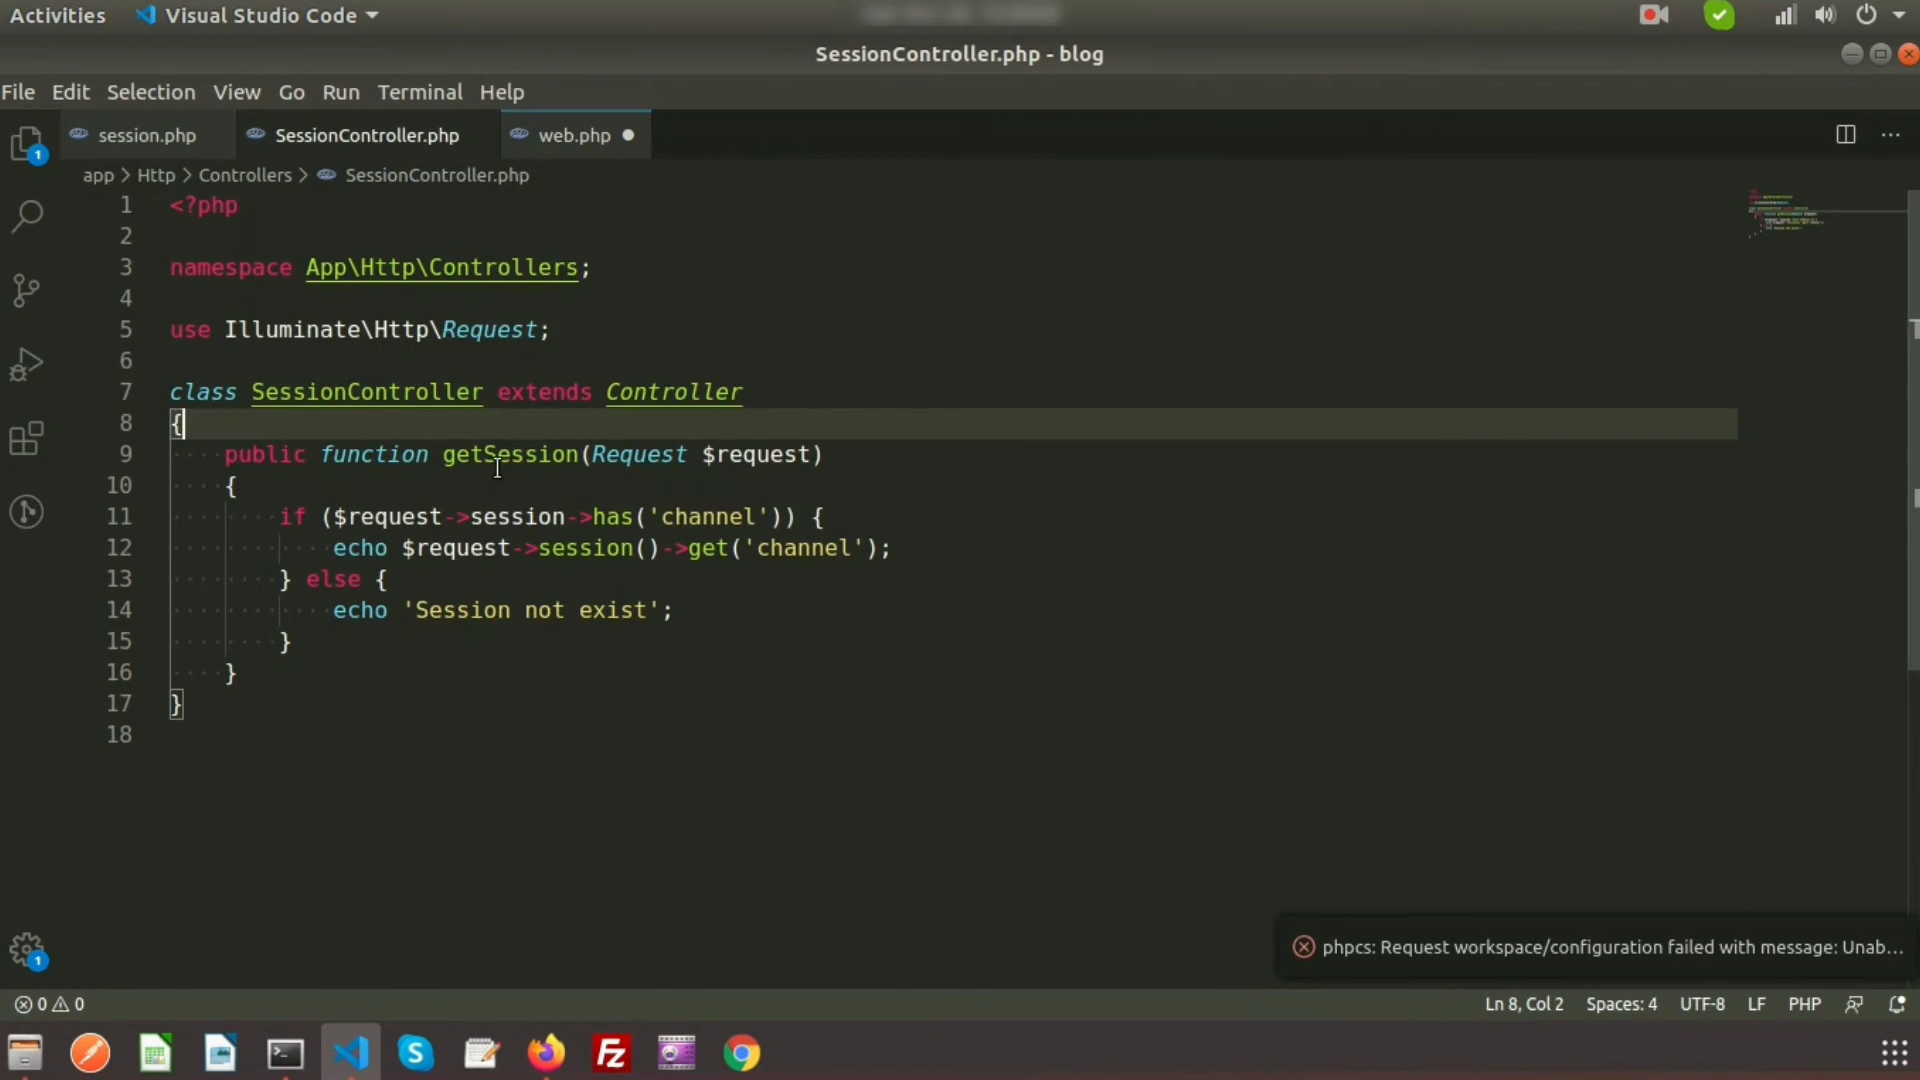 Activities Visual Studio Code
SessionController.php - blog
File Edit Selection View Go Run Terminal Help
session.php SessionController.php web.php
1
app > Http > Controllers > SessionController.php
1 <?php
2
3 namespace App\Http\Controllers;
4
5 use Illuminate\Http\Request;
6
7 class SessionController extends Controller
8 {
9 public function getSession(Request $request)
10 {
11 if ($request->session->has('channel')) {
12 echo $request->session()->get('channel');
13 } else {
14 echo 'Session not exist';
15 }
16 }
17 }
18
phpcs: Request workspace/configuration failed with message: Unab...
1
0 0 Ln 8, Col 2 Spaces: 4 UTF-8 LF PHP
S Fz